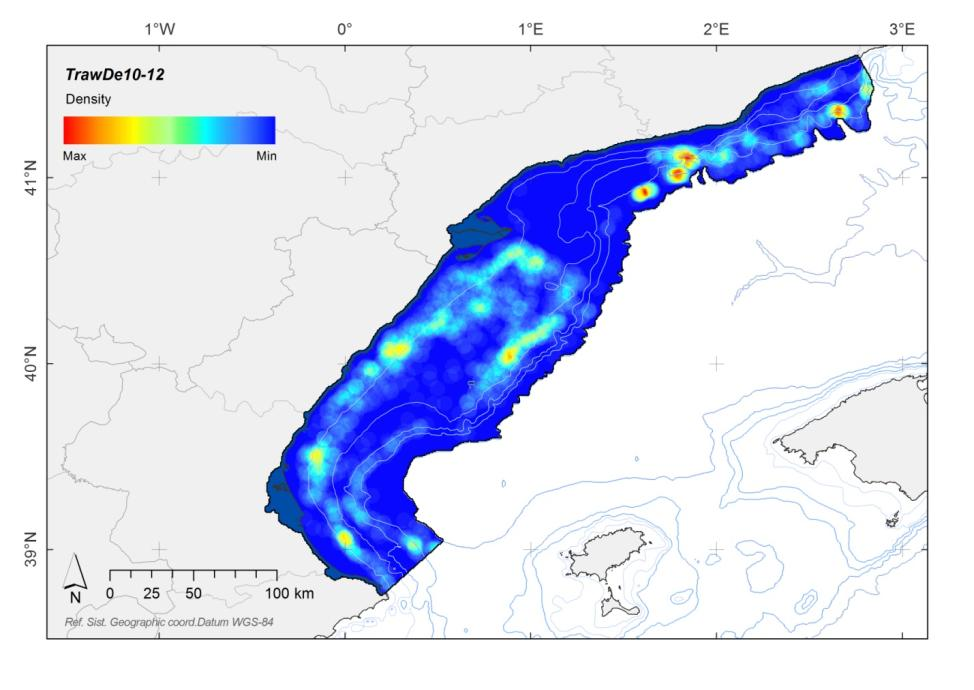 1°W 0° 1°E 2°E 3°E
TrawDe10-12
Density
Max Min
41°N
40°N
39°N
N
0 25 50 100 km
Ref. Sist. Geographic coord.Datum WGS-84